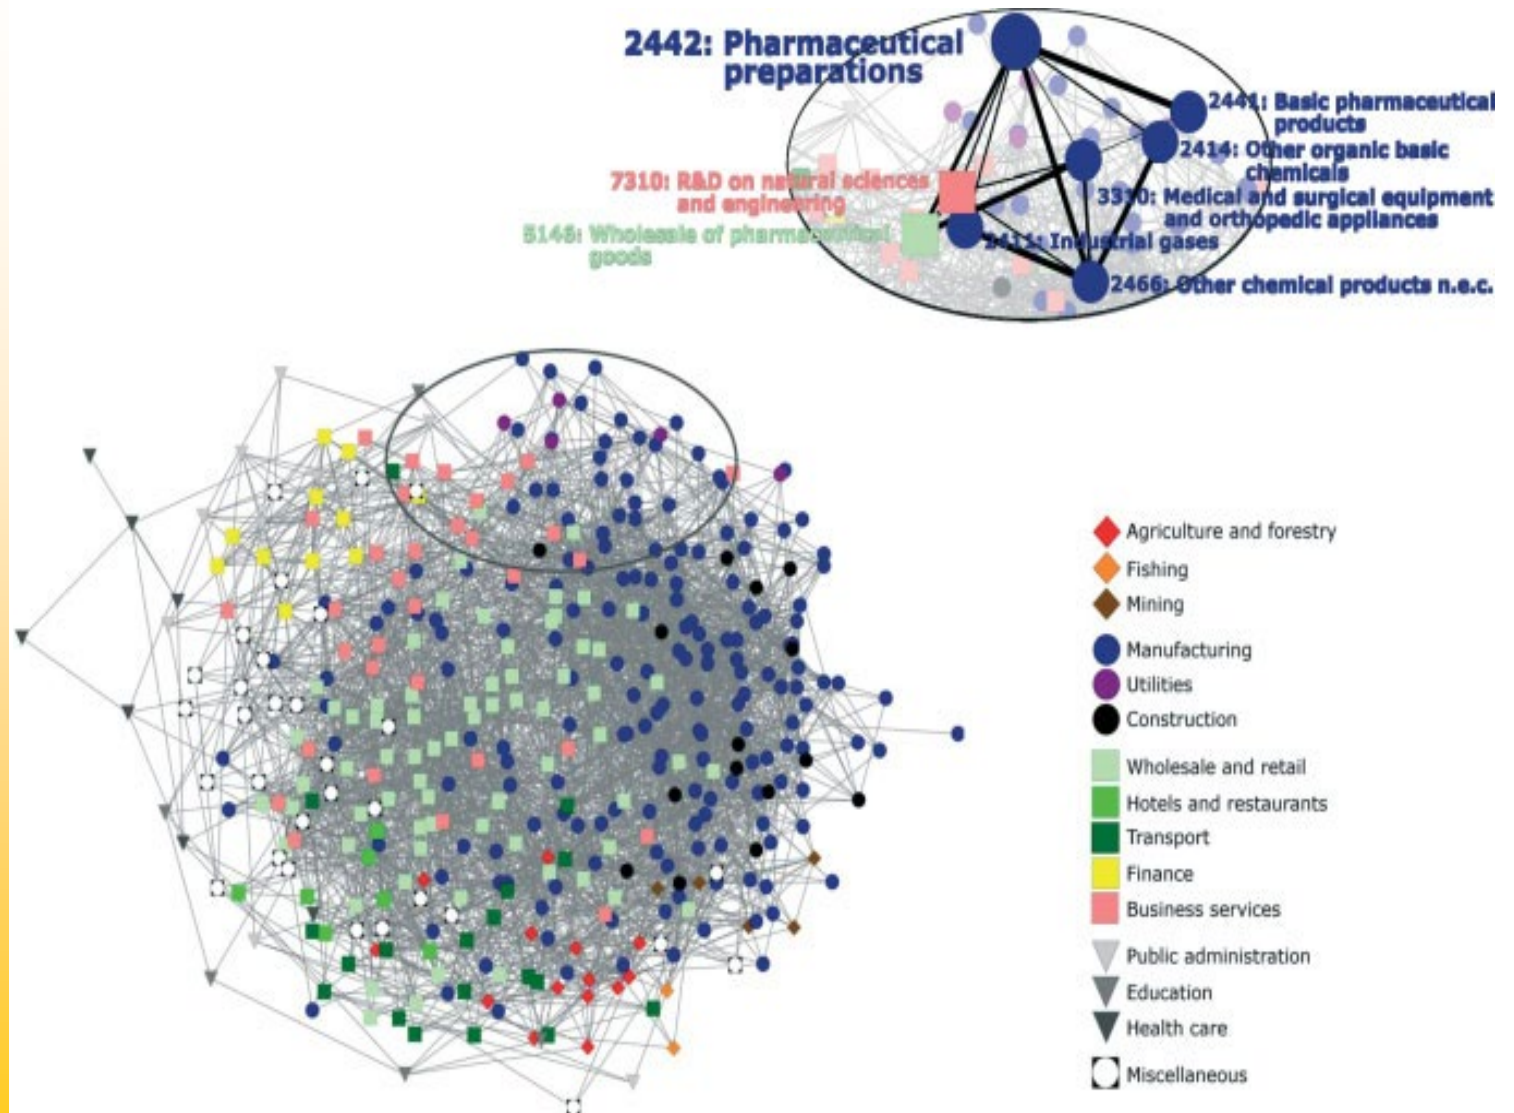 2442: Pharmaceutical
preparations
2441: Basic pharmaceutical
products
2414: Other organic basic
chemicals
7310: R&D on natural sciences
and engineering
3310: Medical and surgical equipment
and orthopedic appliances
5146: Wholesale of pharmaceutical
goods
2411: Industrial gases
2466: Other chemical products n.e.c.
Agriculture and forestry
Fishing
Mining
Manufacturing
Utilities
Construction
Wholesale and retail
Hotels and restaurants
Transport
Finance
Business services
Public administration
Education
Health care
Miscellaneous